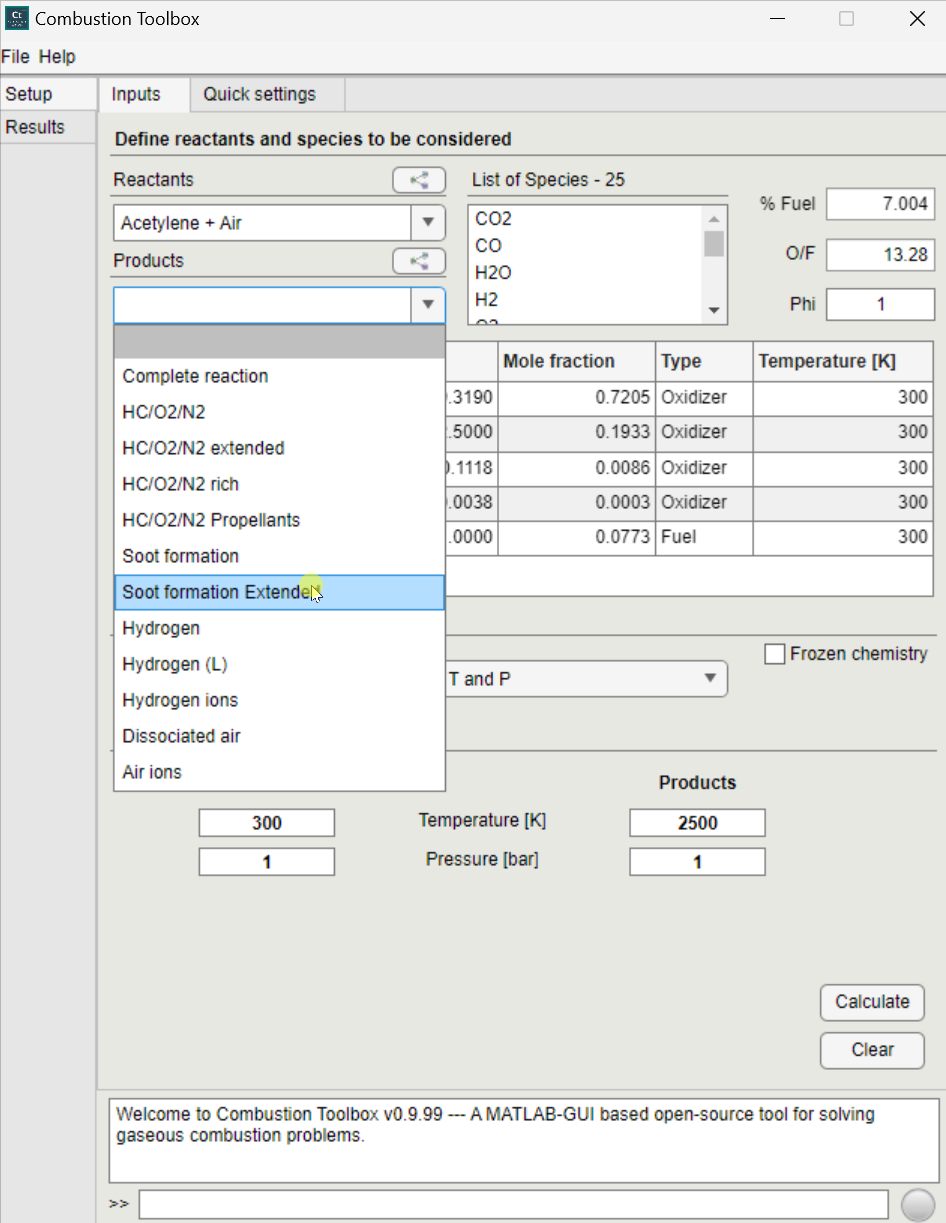 Ct
Combustion Toolbox
File Help
Setup
Results
Inputs Quick settings
Define reactants and species to be considered
Reactants
List of Species - 25
% Fuel 7.004
Acetylene + Air
CO2
CO
H2O
H2
O/F 13.28
Products
Phi 1
Complete reaction
HC/O2/N2
HC/O2/N2 extended
HC/O2/N2 rich
HC/O2/N2 Propellants
Soot formation
Soot formation Extended
Hydrogen
Hydrogen (L)
Hydrogen ions
Dissociated air
Air ions
Mole fraction Type Temperature [K]
.3190 0.7205 Oxidizer 300
.5000 0.1933 Oxidizer 300
0.1118 0.0086 Oxidizer 300
0.0038 0.0003 Oxidizer 300
.0000 0.0773 Fuel 300
Frozen chemistry
T and P
Products
300 Temperature [K] 2500
1 Pressure [bar] 1
Calculate
Clear
Welcome to Combustion Toolbox v0.9.99 --- A MATLAB-GUI based open-source tool for solving
gaseous combustion problems.
>>